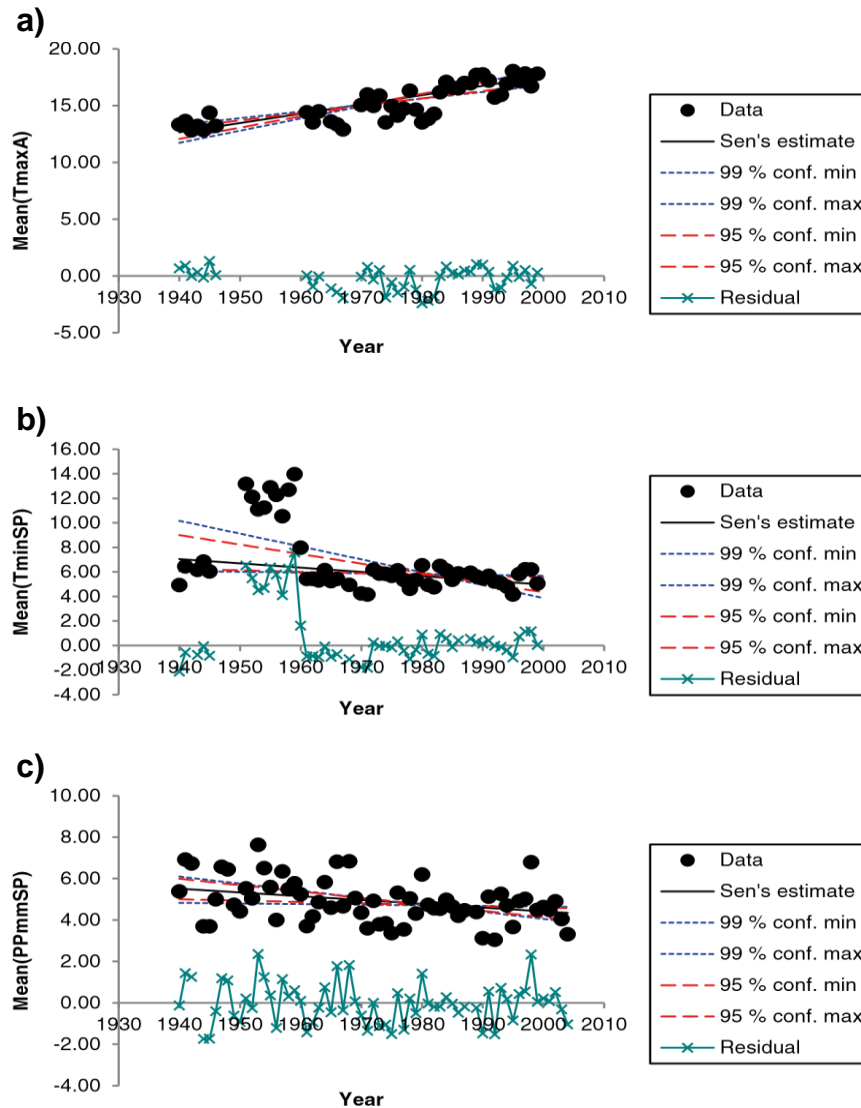 a)
20.00
15.00
10.00
5.00
0.00
-5.00
1930 1940 1950 1960 1970 1980 1990 2000 2010
Mean(TmaxA)
Year
Data
Sen's estimate
99 % conf. min
99 % conf. max
95 % conf. min
95 % conf. max
Residual
b)
16.00
14.00
12.00
10.00
8.00
6.00
4.00
2.00
0.00
-2.00
-4.00
1930 1940 1950 1960 1970 1980 1990 2000 2010
Mean(TminSP)
Year
Data
Sen's estimate
99 % conf. min
99 % conf. max
95 % conf. min
95 % conf. max
Residual
c)
10.00
8.00
6.00
4.00
2.00
0.00
-2.00
-4.00
1930 1940 1950 1960 1970 1980 1990 2000 2010
Mean(PPmmSP)
Year
Data
Sen's estimate
99 % conf. min
99 % conf. max
95 % conf. min
95 % conf. max
Residual